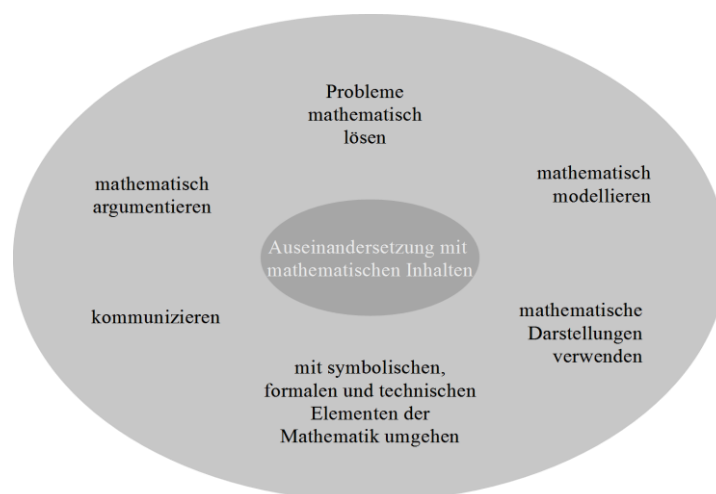 Probleme
mathematisch
lösen
mathematisch
argumentieren
mathematisch
modellieren
Auseinandersetzung mit
mathematischen Inhalten
kommunizieren
mathematische
Darstellungen
verwenden
mit symbolischen,
formalen und technischen
Elementen der
Mathematik umgehen